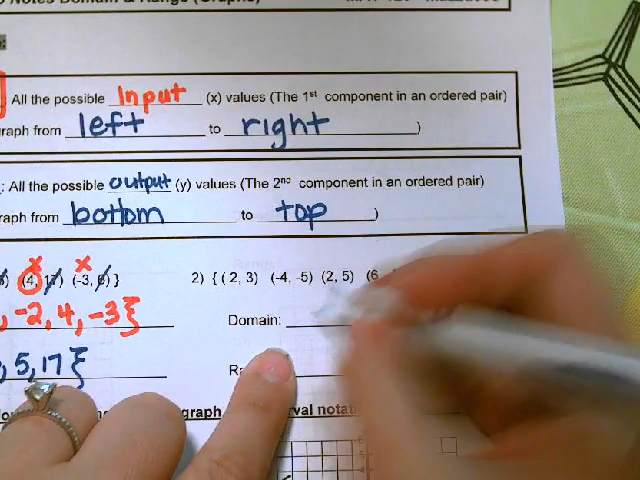 Notes Domain & Range (Graphs)
All the possible Input (x) values (The 1st component in an ordered pair)
graph from left to right )
: All the possible output (y) values (The 2nd component in an ordered pair)
graph from bottom to top )
(4, 17) (-3, 5) }
x x
, -2, 4, -3}
, 5, 17}
2) { ( 2, 3) (-4, -5) (2, 5) (6
Domain:
graph